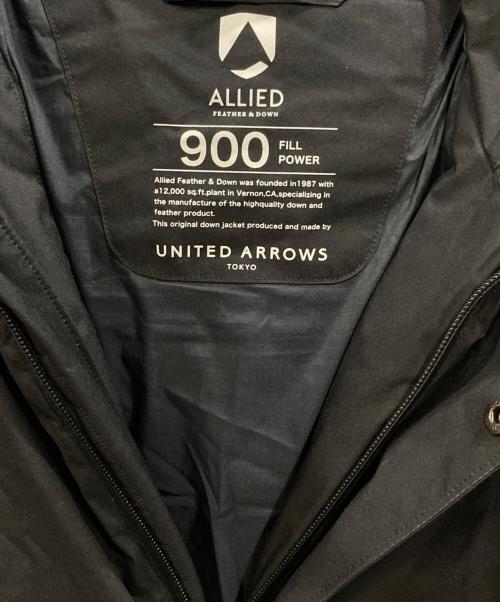 ALLIED
FEATHER & DOWN
900 FILL POWER
Allied Feather & Down was founded in1987 with
a12,000 sq.ft.plant in Vernon,CA,specializing in
the manufacture of the highquality down and
feather product.
This original down jacket produced and made by
UNITED ARROWS
TOKYO